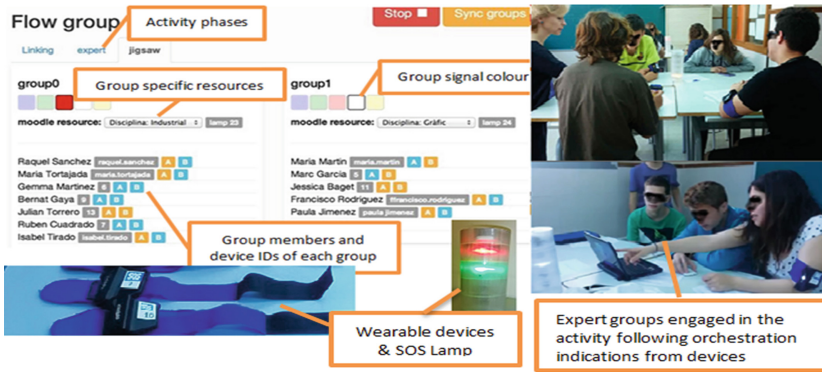 Flow group
Activity phases
Stop
Sync groups
Linking
expert
jigsaw
group0
Group specific resources
moodle resource: Disciplina: Industrial lamp 23
Raquel Sanchez raquel.sanchez A B
Maria Tortajada maria.tortajada A B
Gemma Martinez 6 A B
Bernat Gaya 9 A B
Julian Torrero 13 A B
Ruben Cuadrado 7 A B
Isabel Tirado isabel.tirado A B
group1
Group signal colour
moodle resource: Disciplina: Gràfic lamp 24
Maria Martin maria.martin A B
Marc Garcia 5 A B
Jessica Baget 11 A B
Francisco Rodriguez ffrancisco.rodriguez A B
Paula Jimenez paula jimenez A B
Group members and
device IDs of each group
Wearable devices
& SOS Lamp
Expert groups engaged in the
activity following orchestration
indications from devices